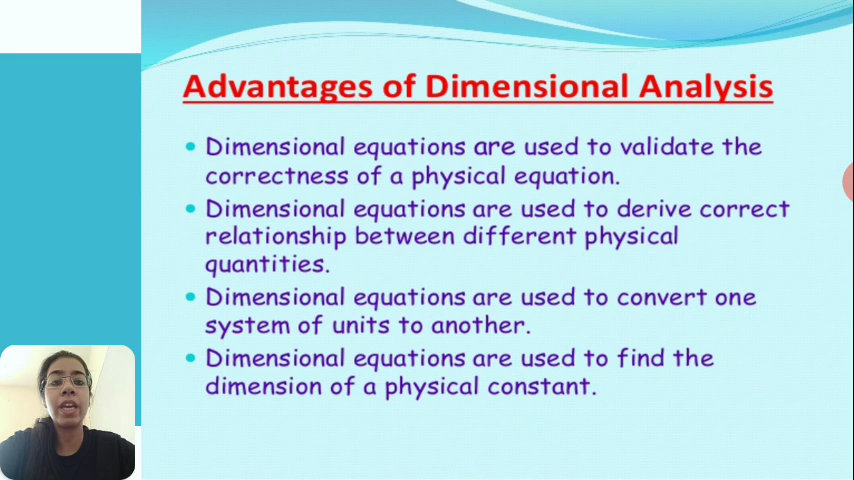 Advantages of Dimensional Analysis
• Dimensional equations are used to validate the
correctness of a physical equation.
• Dimensional equations are used to derive correct
relationship between different physical
quantities.
• Dimensional equations are used to convert one
system of units to another.
• Dimensional equations are used to find the
dimension of a physical constant.